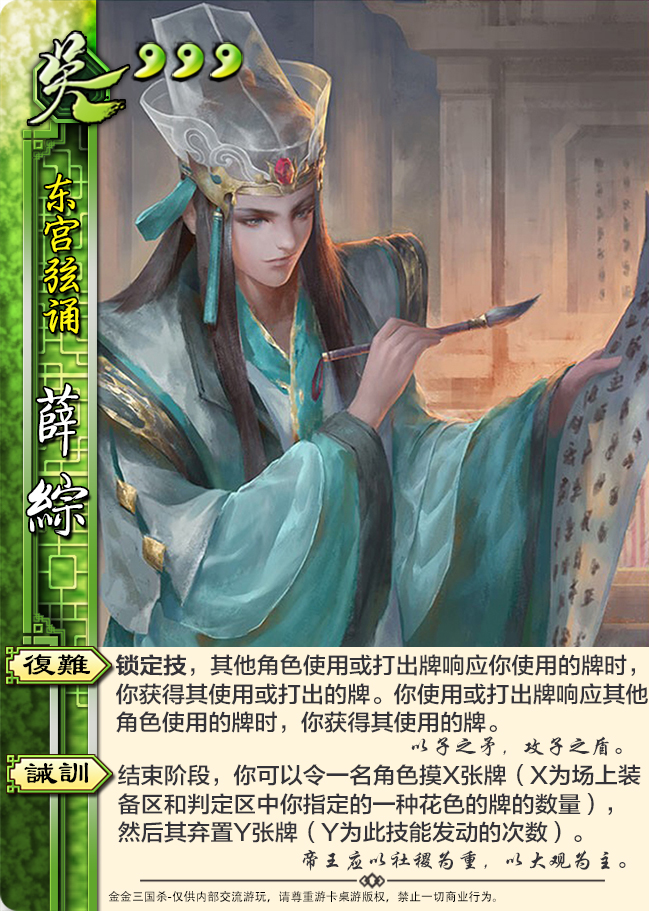 吴
东宫弦诵
薛綜
復難
锁定技，其他角色使用或打出牌响应你使用的牌时，
你获得其使用或打出的牌。你使用或打出牌响应其他
角色使用的牌时，你获得其使用的牌。
以子之矛，攻子之盾。
誡訓
结束阶段，你可以令一名角色摸X张牌（X为场上装
备区和判定区中你指定的一种花色的牌的数量），
然后其弃置Y张牌（Y为此技能发动的次数）。
帝王应以社稷为重，以大观为主。
金金三国杀-仅供内部交流游玩，请尊重游卡桌游版权，禁止一切商业行为。